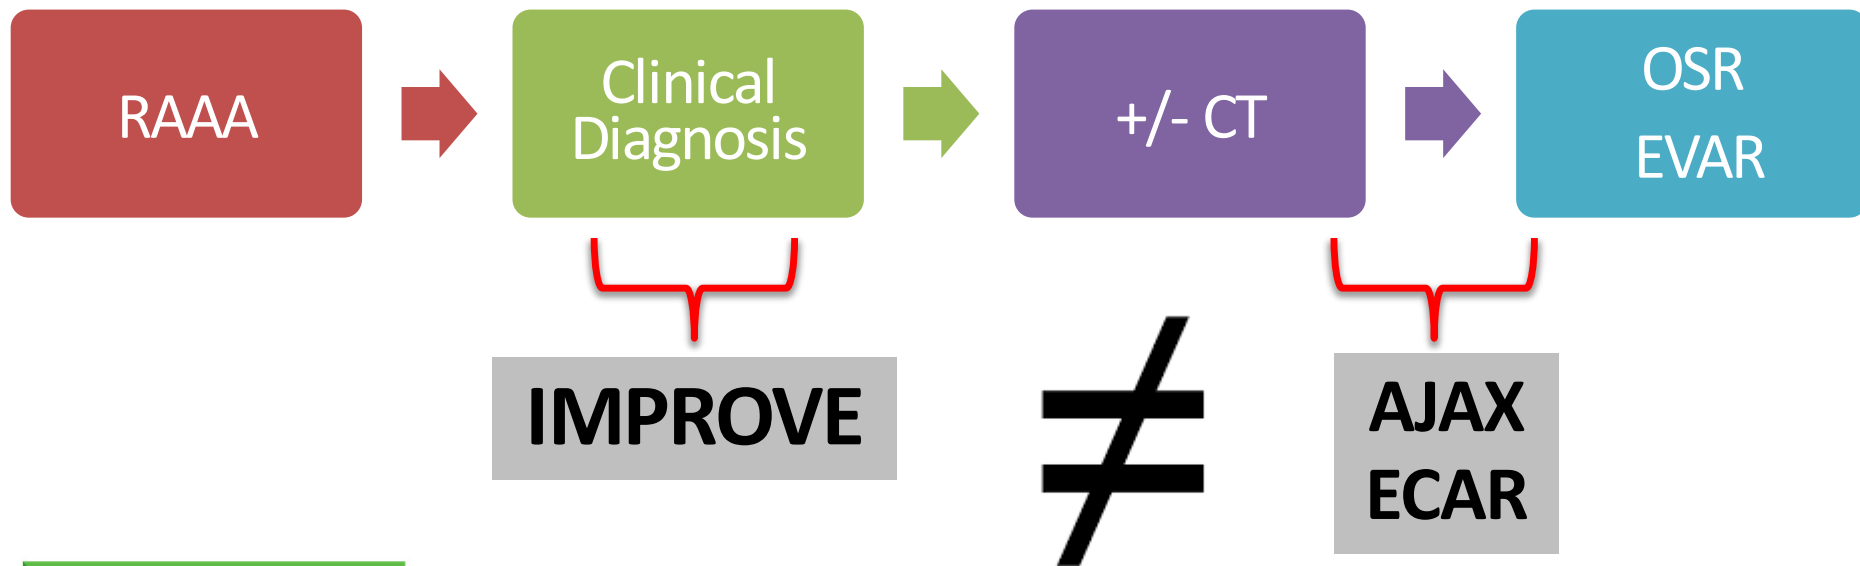 RAAA
Clinical
Diagnosis
+/- CT
OSR
EVAR
IMPROVE
≠
AJAX
ECAR